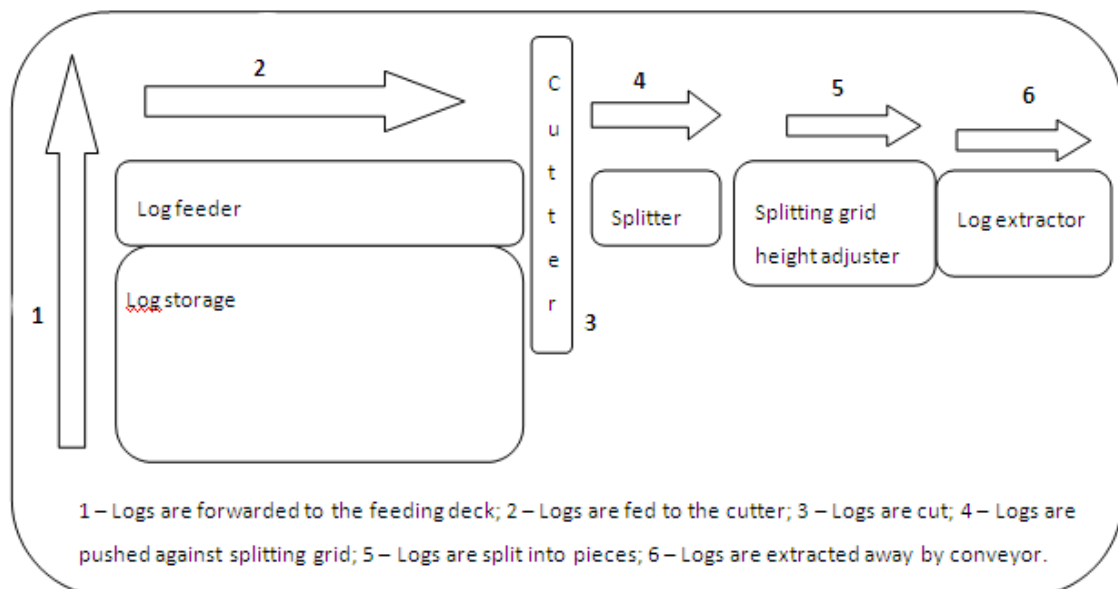 2
4
5
6
1
3
Log feeder
Log storage
Cutter
Splitter
Splitting grid
height adjuster
Log extractor
1 – Logs are forwarded to the feeding deck; 2 – Logs are fed to the cutter; 3 – Logs are cut; 4 – Logs are
pushed against splitting grid; 5 – Logs are split into pieces; 6 – Logs are extracted away by conveyor.